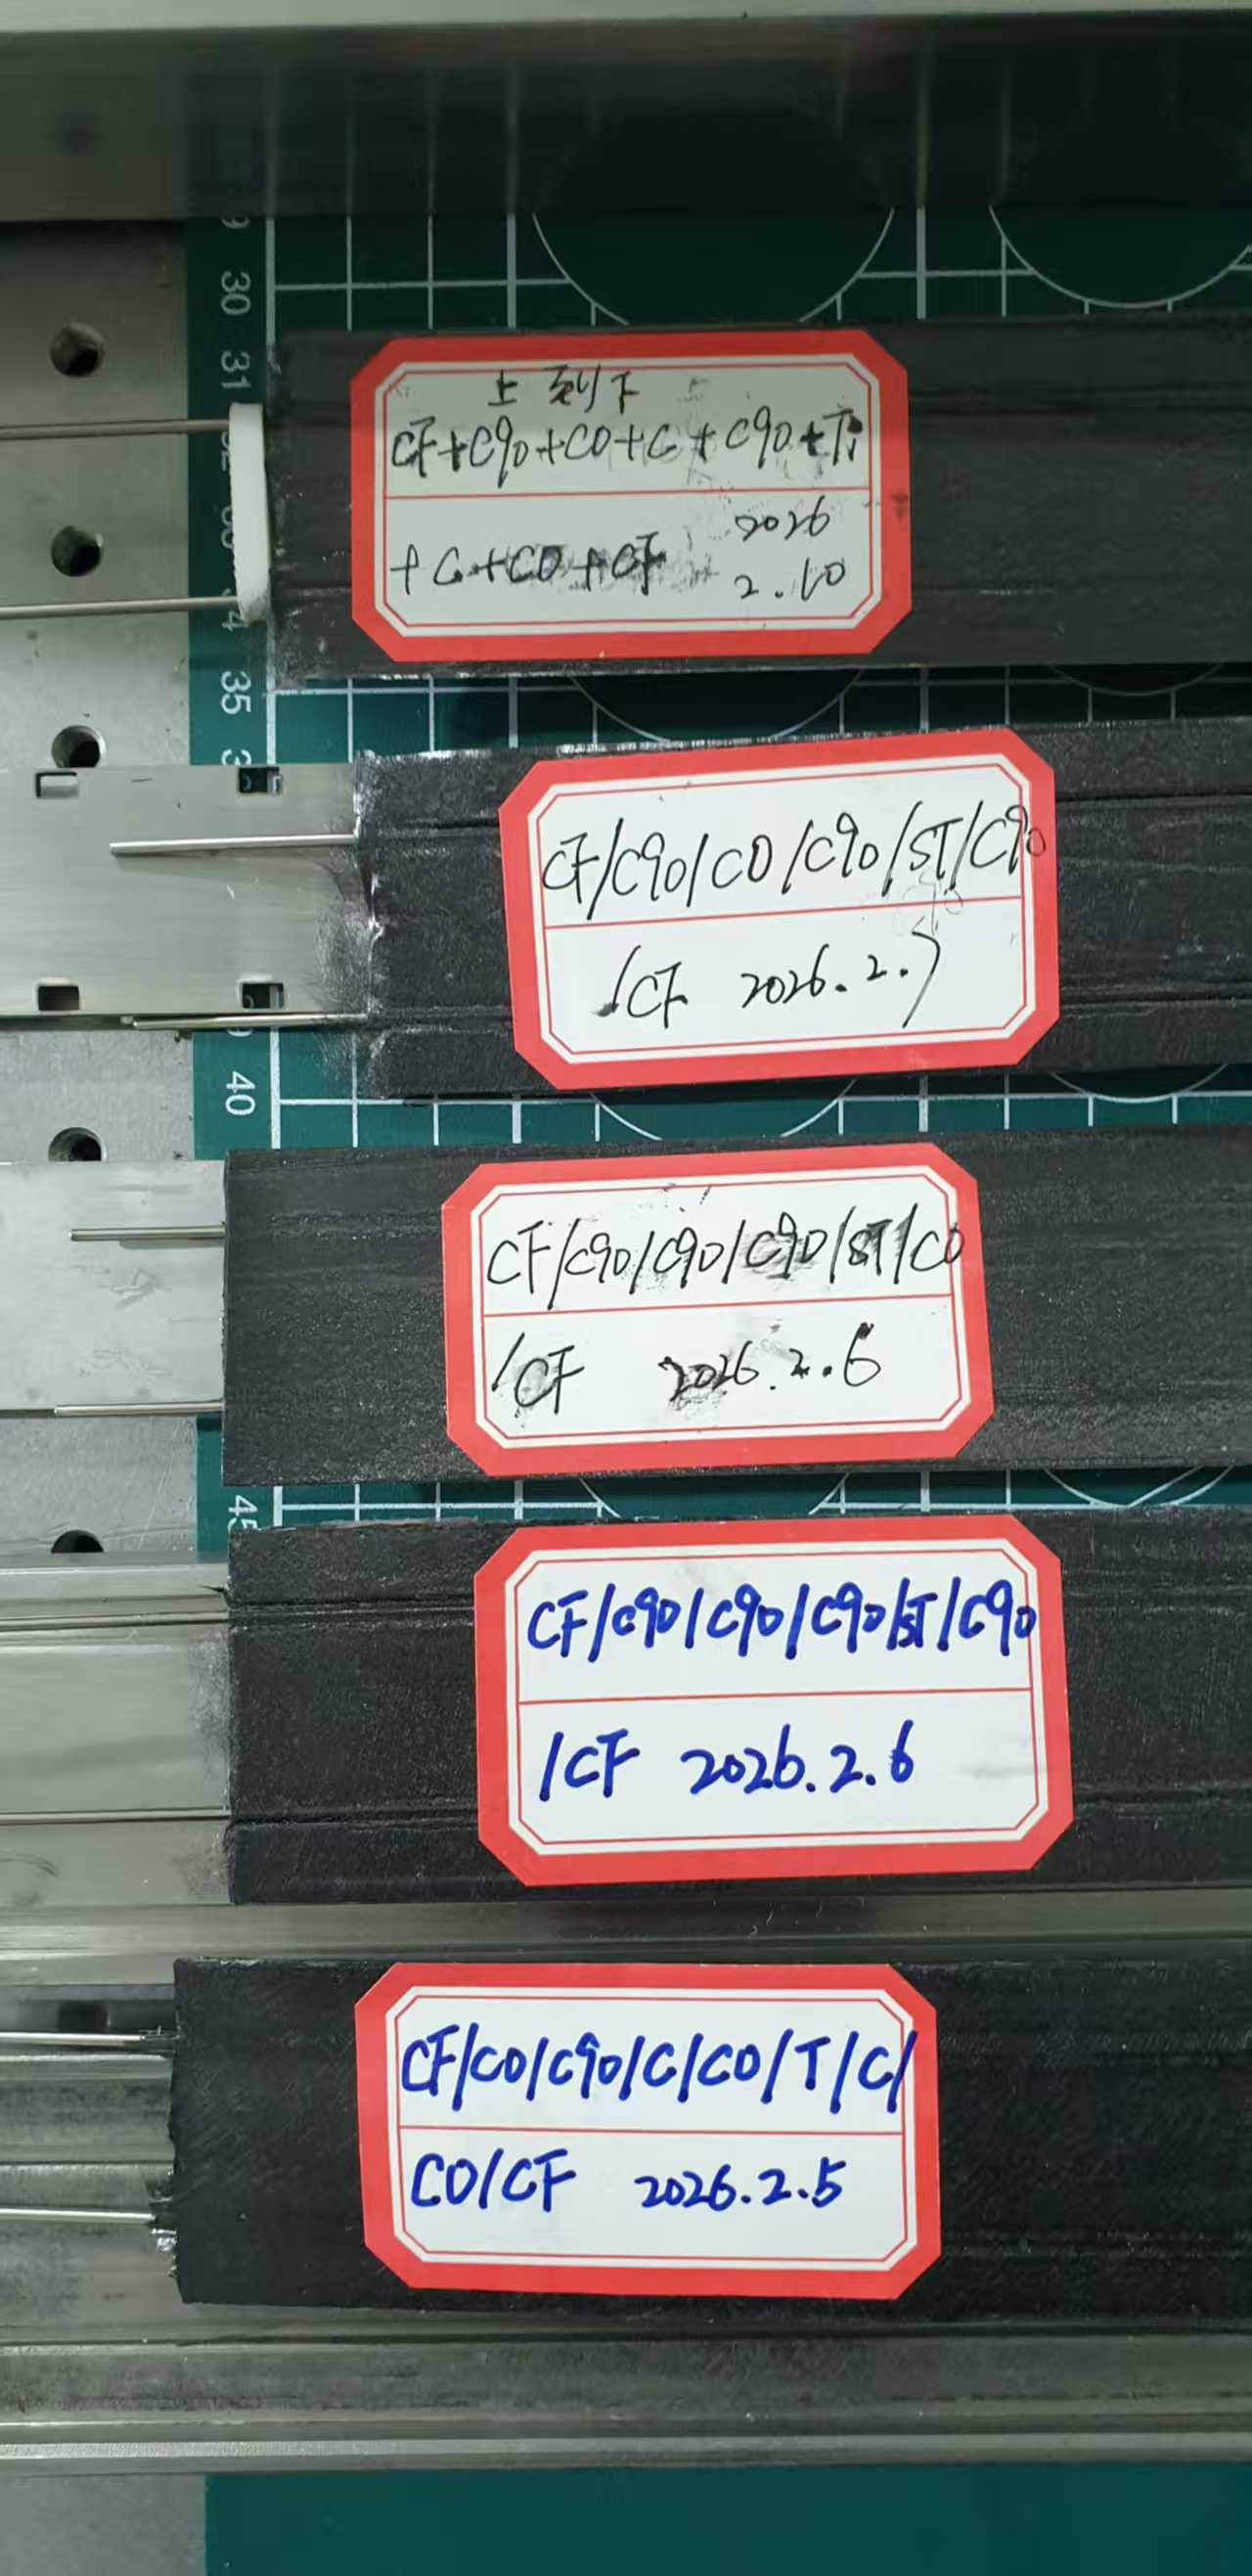 30
31
上到下
CF+C90+C0+C+C90+Ti
+C+C0+CF
2026
2.10
35
CF/C90/C0/C90/ST/C90
/CF 2026.2.7
40
CF/C90/C90/C90/ST/C0
/CF 2026.2.6
45
CF/C90/C90/C90/ST/C90
/CF 2026.2.6
CF/C0/C90/C/C0/T/C/
C0/CF 2026.2.5